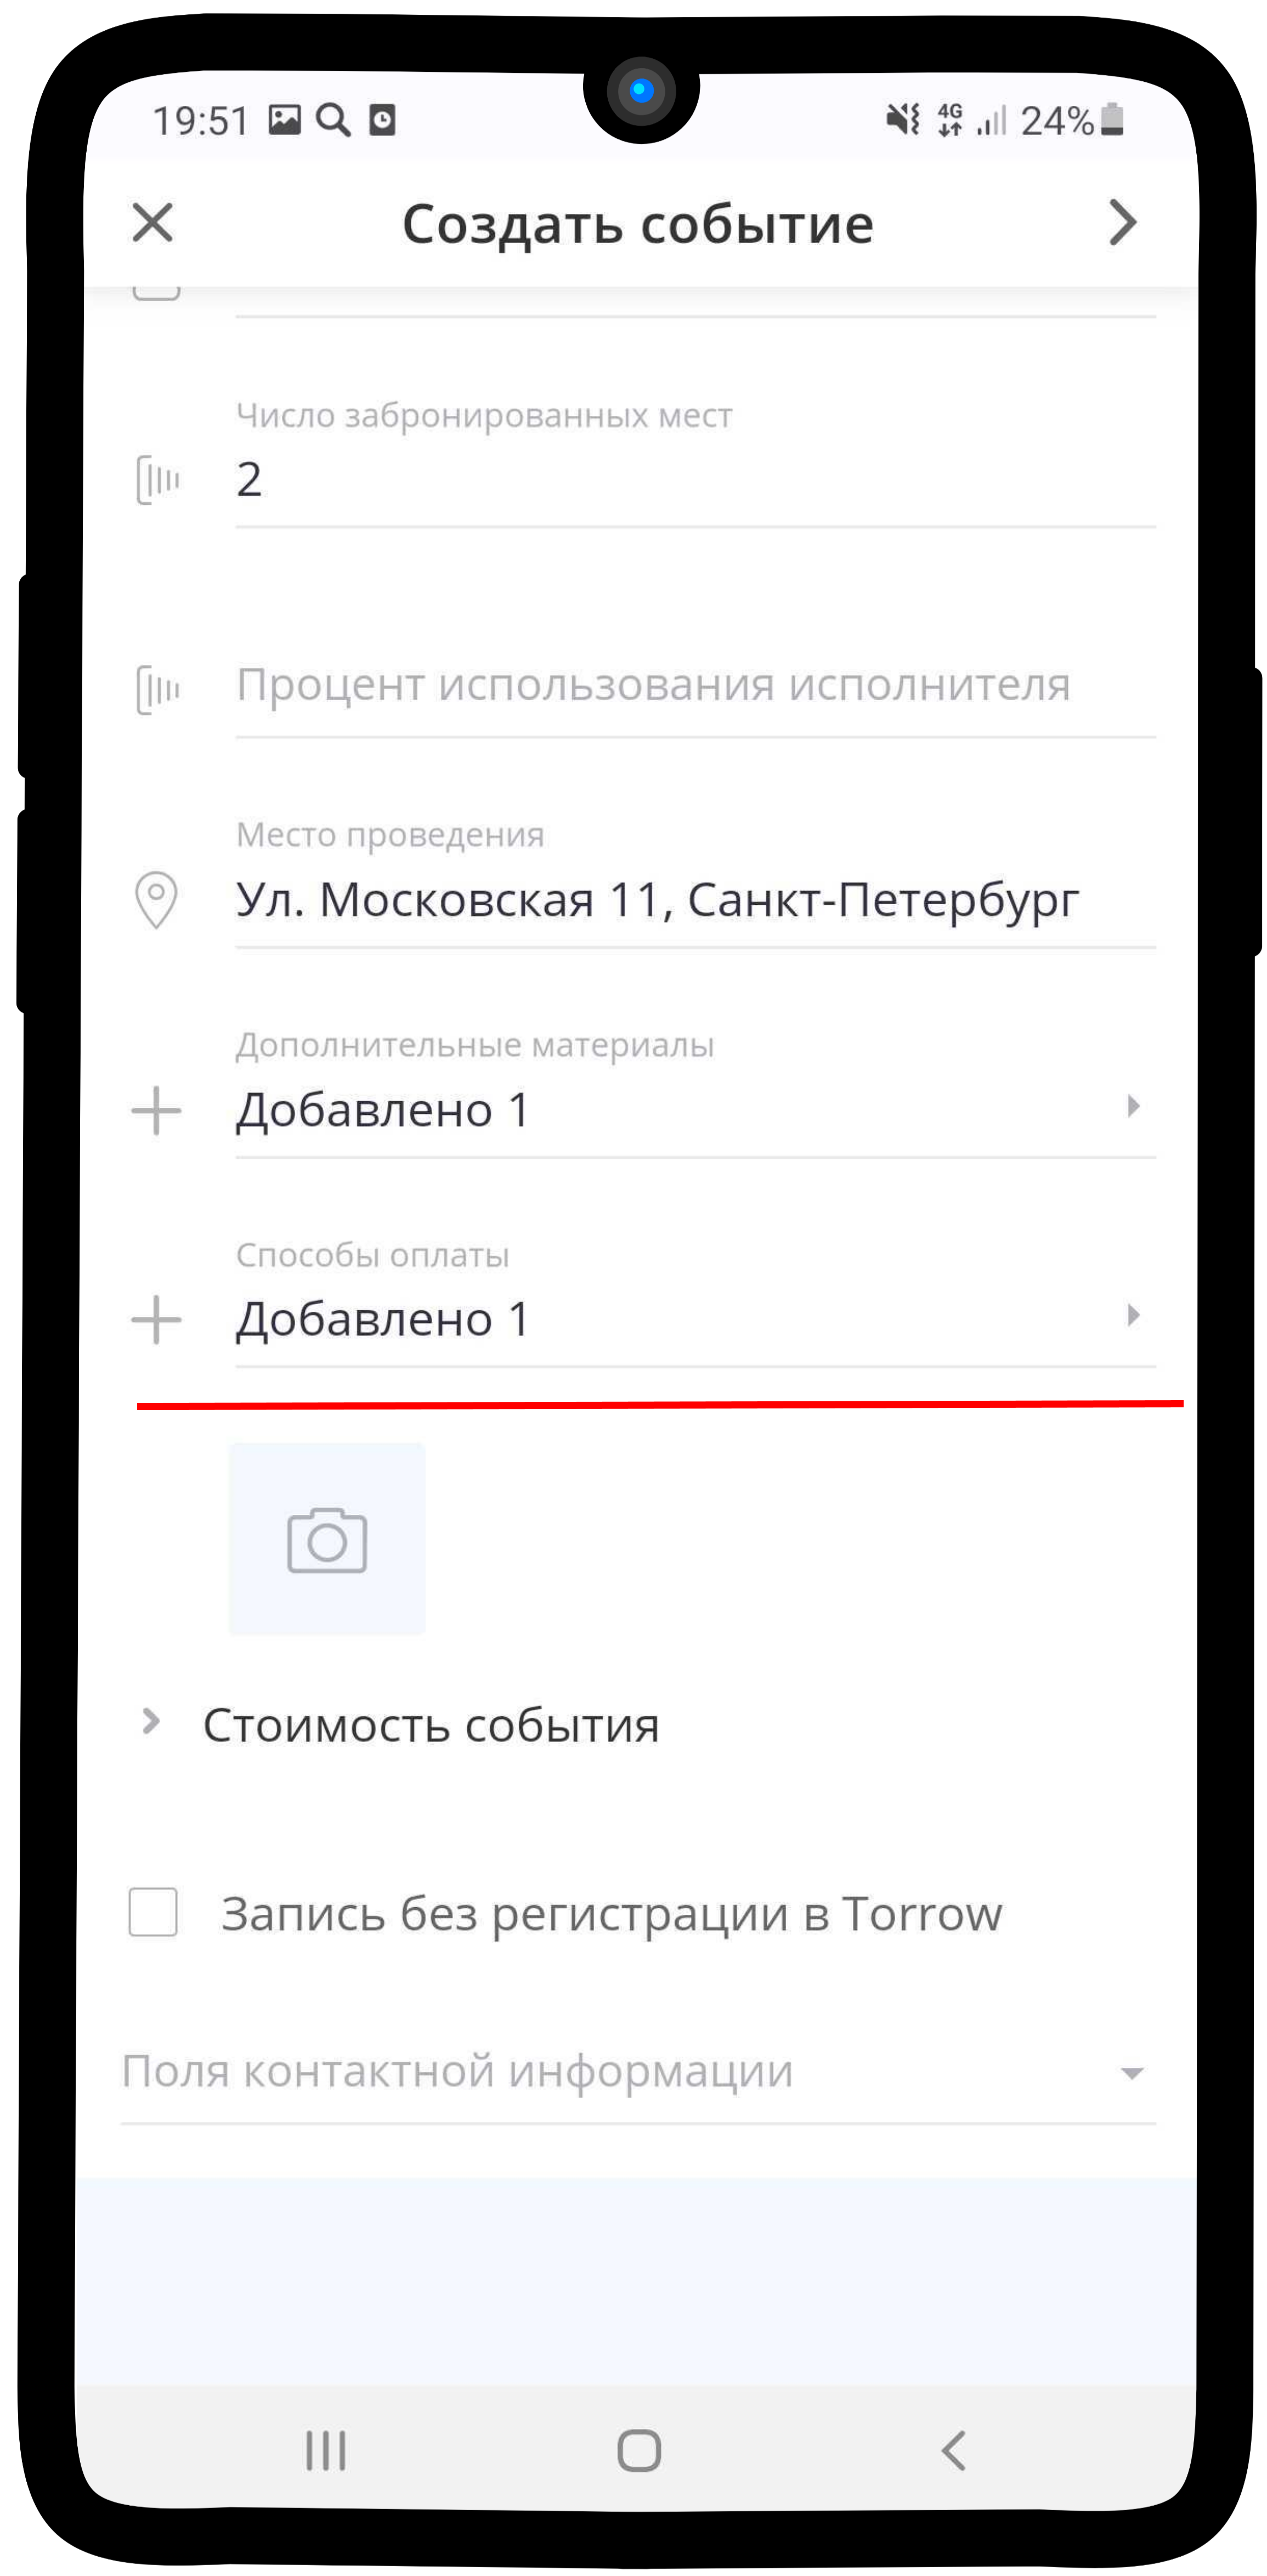 19:51
4G
24%
Создать событие
Число забронированных мест
2
Процент использования исполнителя
Место проведения
Ул. Московская 11, Санкт-Петербург
Дополнительные материалы
Добавлено 1
Способы оплаты
Добавлено 1
Стоимость события
Запись без регистрации в Torrow
Поля контактной информации